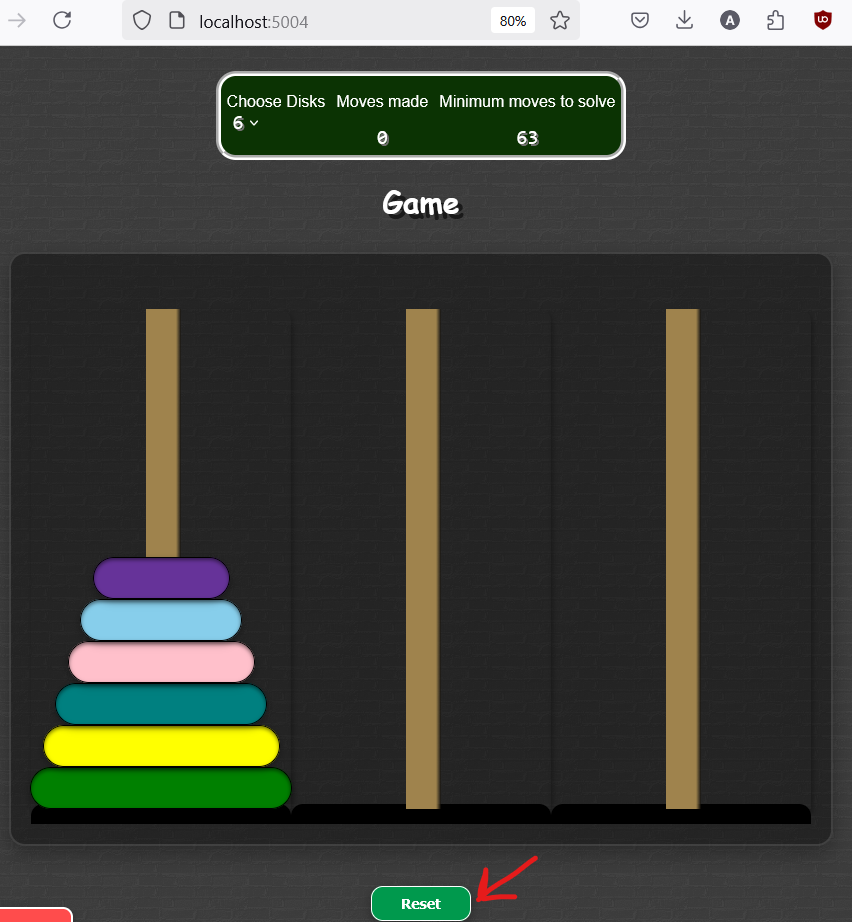 localhost:5004
80%
A
Choose Disks Moves made Minimum moves to solve
6
0 63
Game
Reset